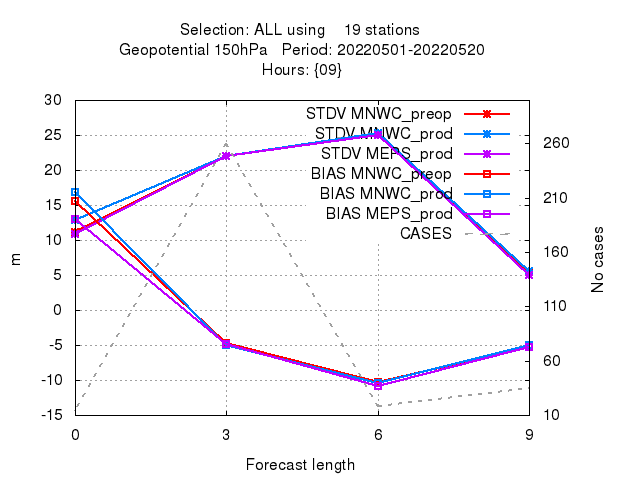 Selection: ALL using 19 stations
Geopotential 150hPa Period: 20220501-20220520
Hours: {09}
30
25
20
15
10
5
0
-5
-10
-15
m
STDV MNWC_preop
STDV MNWC_prod
STDV MEPS_prod
BIAS MNWC_preop
BIAS MNWC_prod
BIAS MEPS_prod
CASES
260
210
160
110
60
10
No cases
0 3 6 9
Forecast length